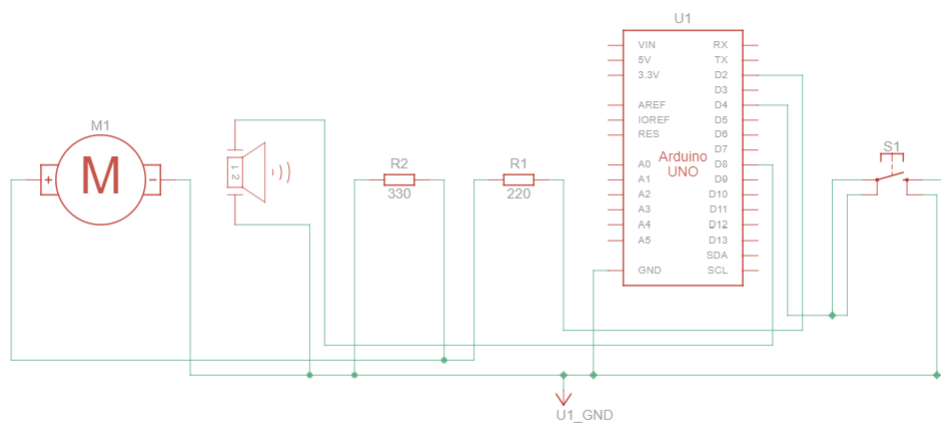 U1
VIN
5V
3.3V
AREF
IOREF
RES
A0
A1
A2
A3
A4
A5
GND
Arduino
UNO
RX
TX
D2
D3
D4
D5
D6
D7
D8
D9
D10
D11
D12
D13
SDA
SCL
M1
+
M
-
1 2
R2
330
R1
220
S1
U1_GND